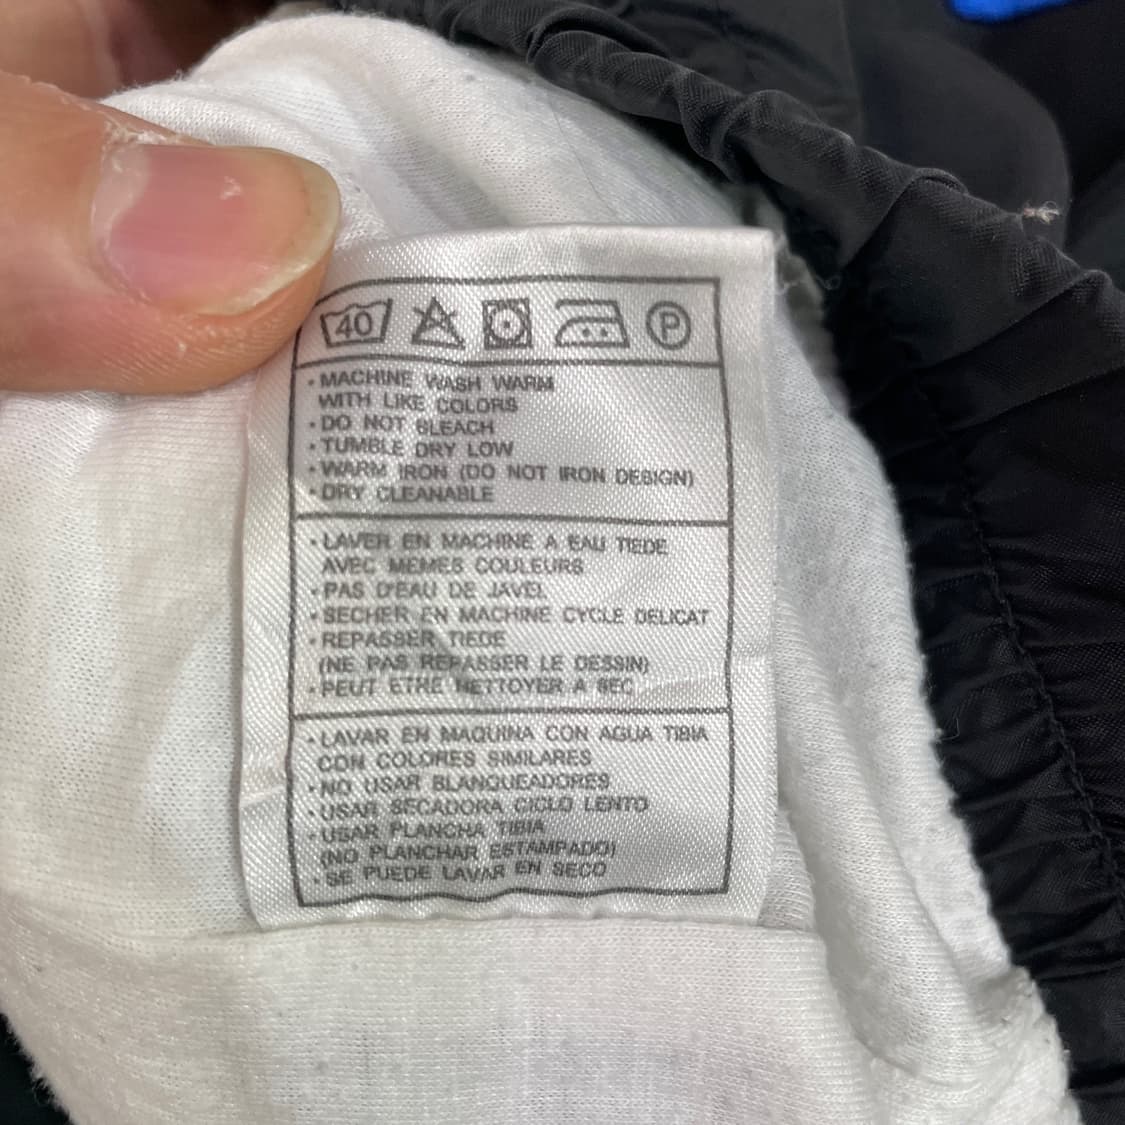 40 P
· MACHINE WASH WARM
WITH LIKE COLORS
· DO NOT BLEACH
· TUMBLE DRY LOW
· WARM IRON (DO NOT IRON DESIGN)
· DRY CLEANABLE
· LAVER EN MACHINE A EAU TIEDE
AVEC MEMES COULEURS
· PAS D'EAU DE JAVEL
· SECHER EN MACHINE CYCLE DELICAT
· REPASSER TIEDE
(NE PAS REPASSER LE DESSIN)
· PEUT ETRE NETTOYER A SEC
· LAVAR EN MAQUINA CON AGUA TIBIA
CON COLORES SIMILARES
· NO USAR BLANQUEADORES
· USAR SECADORA CICLO LENTO
· USAR PLANCHA TIBIA
(NO PLANCHAR ESTAMPADO)
· SE PUEDE LAVAR EN SECO